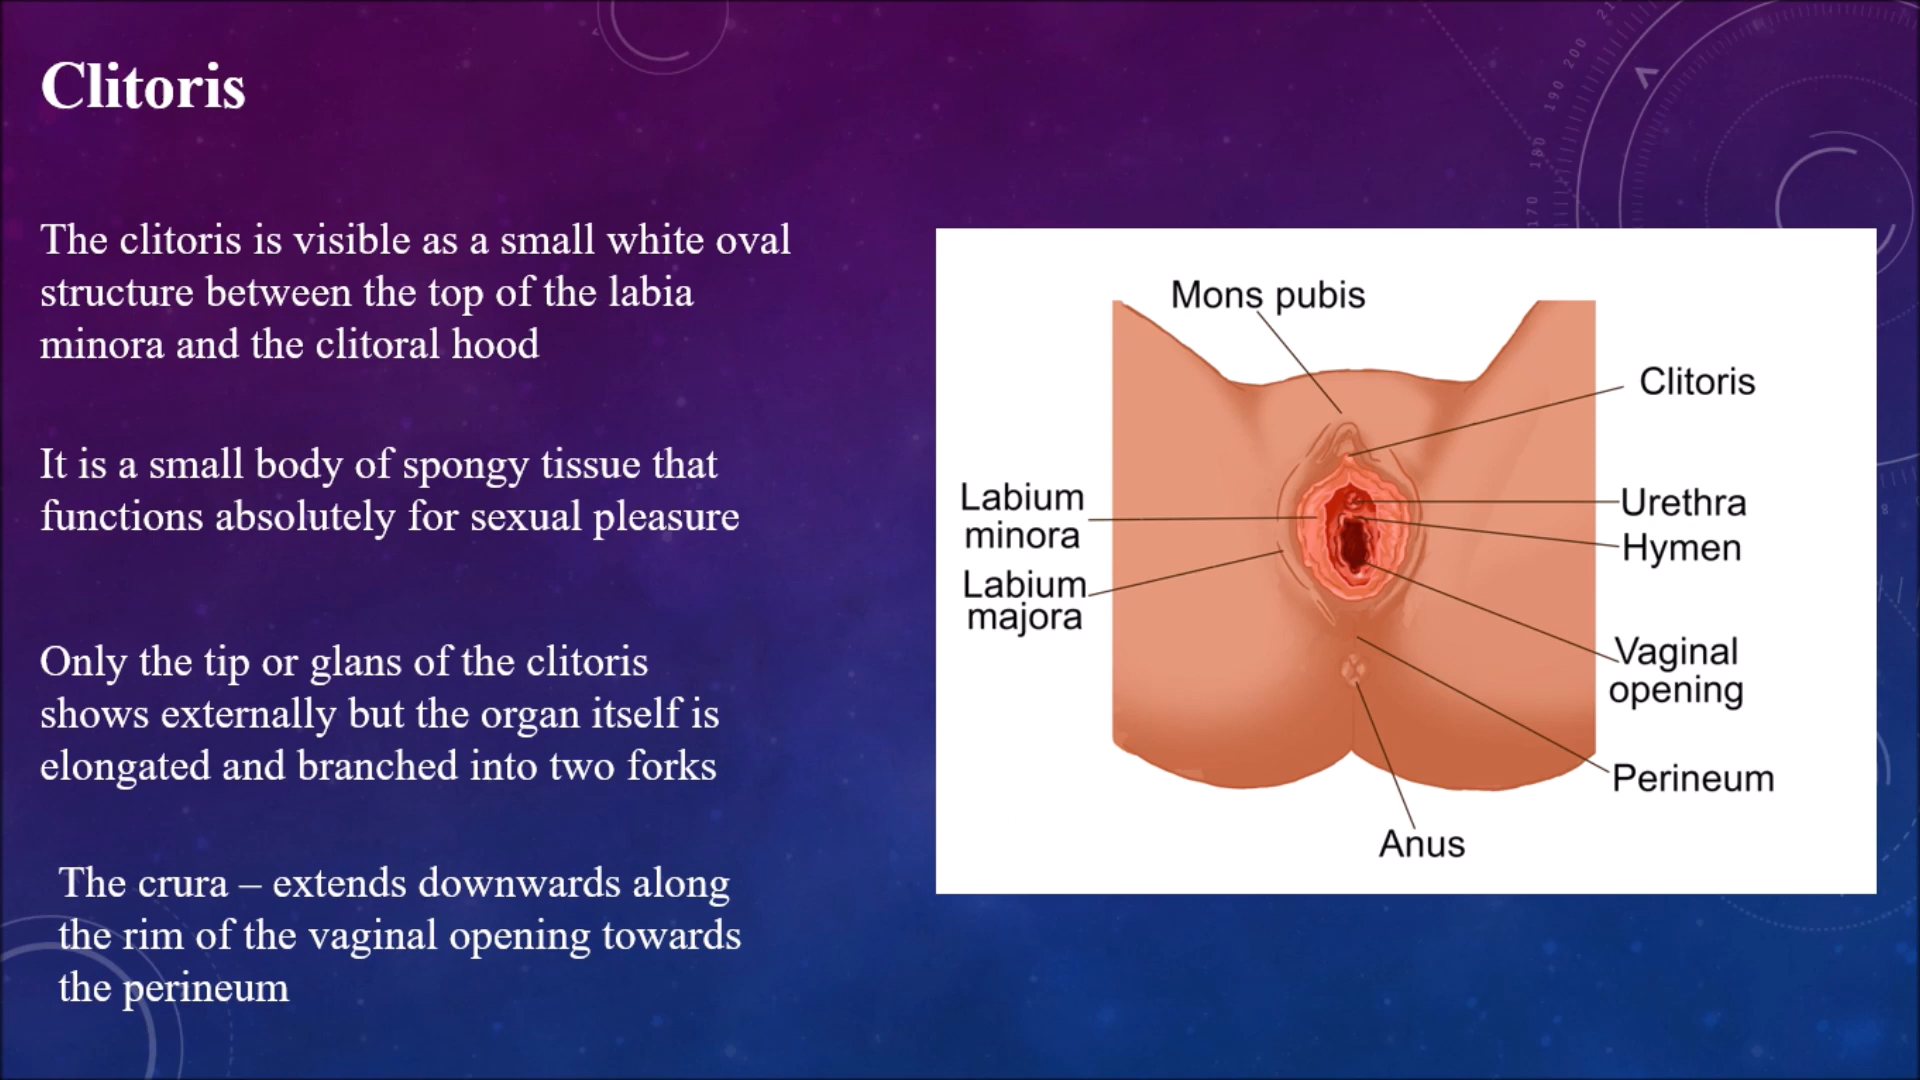 Clitoris
The clitoris is visible as a small white oval
structure between the top of the labia
minora and the clitoral hood
It is a small body of spongy tissue that
functions absolutely for sexual pleasure
Only the tip or glans of the clitoris
shows externally but the organ itself is
elongated and branched into two forks
The crura – extends downwards along
the rim of the vaginal opening towards
the perineum
Mons pubis
Clitoris
Labium
minora
Labium
majora
Urethra
Hymen
Vaginal
opening
Perineum
Anus
170
180
190
200